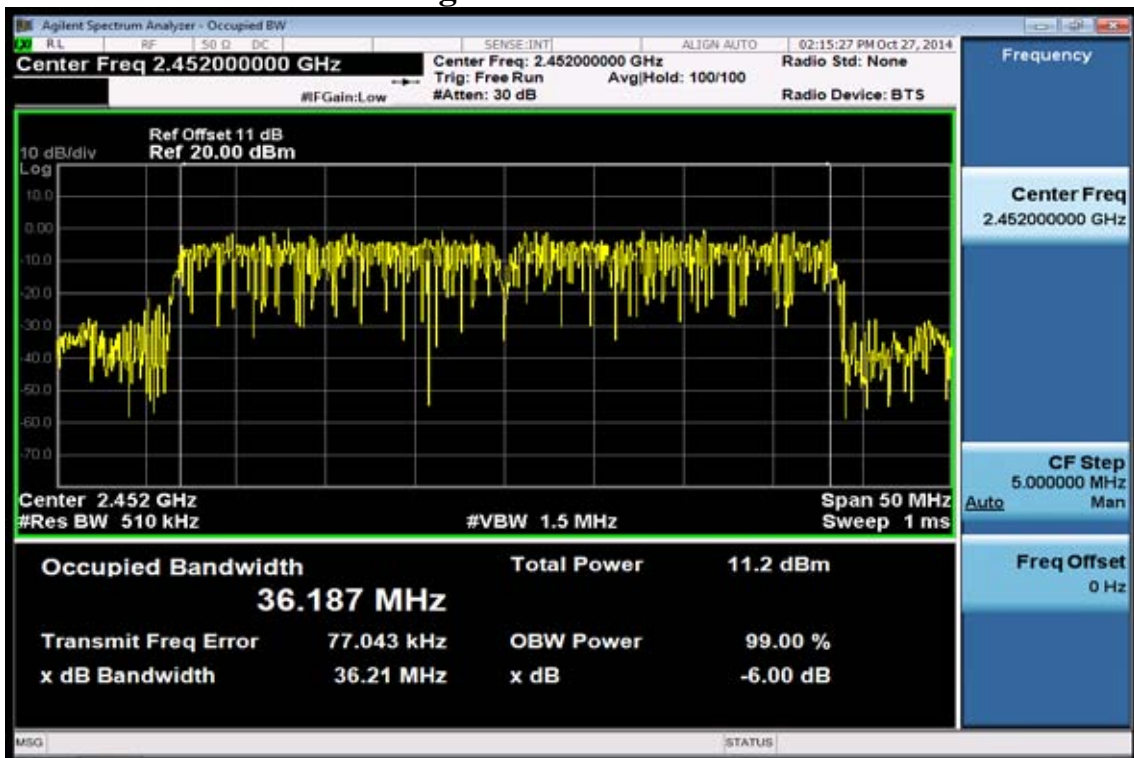 Agilent Spectrum Analyzer - Occupied BW
RL RF 50 Ω DC SENSE:INT ALIGN AUTO 02:15:27 PM Oct 27, 2014
Center Freq 2.452000000 GHz
Center Freq: 2.452000000 GHz
Radio Std: None
Trig: Free Run Avg|Hold: 100/100
#IFGain:Low
#Atten: 30 dB
Radio Device: BTS
Ref Offset 11 dB
10 dB/div Ref 20.00 dBm
Log
10.0
0.00
-10.0
-20.0
-30.0
-40.0
-50.0
-60.0
-70.0
Center 2.452 GHz
Span 50 MHz
#Res BW 510 kHz
#VBW 1.5 MHz
Sweep 1 ms
Occupied Bandwidth
36.187 MHz
Total Power 11.2 dBm
Transmit Freq Error 77.043 kHz
OBW Power 99.00 %
x dB Bandwidth 36.21 MHz
x dB -6.00 dB
MSG
STATUS
Frequency
Center Freq
2.452000000 GHz
CF Step
5.000000 MHz
Auto Man
Freq Offset
0 Hz